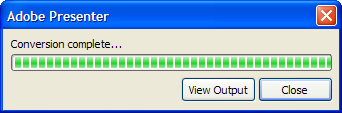 Adobe Presenter
Conversion complete...
View Output
Close